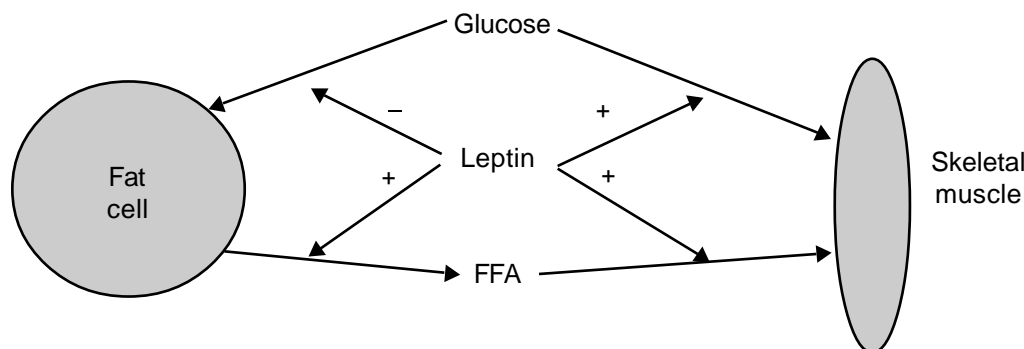 Glucose
–
+
Leptin
+
+
Fat
cell
Skeletal
muscle
FFA